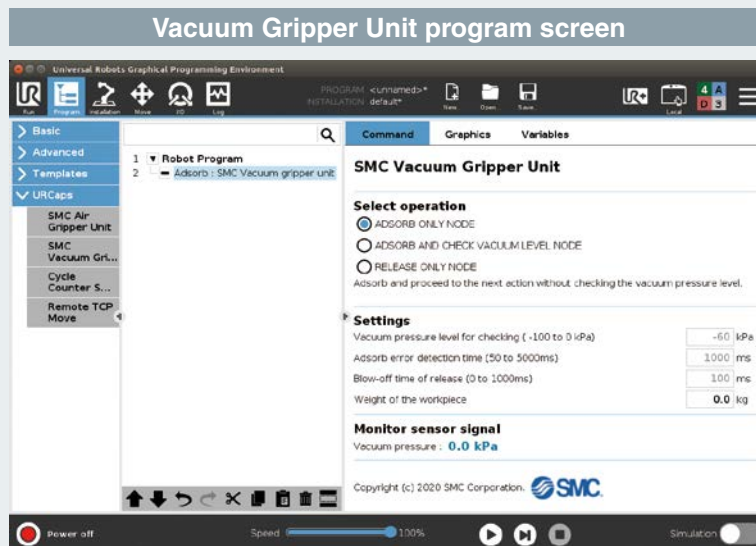 Vacuum Gripper Unit program screen
Universal Robots Graphical Programming Environment
UR
Run
Program
Installation
Move
I/O
Log
PROGRAM <unnamed>*
INSTALLATION default*
New...
Open...
Save...
UR+
Local
4 A
D 3
Basic
Advanced
Templates
URCaps
SMC Air
Gripper Unit
SMC
Vacuum Gri...
Cycle
Counter S...
Remote TCP
Move
1 Robot Program
2 Adsorb : SMC Vacuum gripper unit
Command Graphics Variables
SMC Vacuum Gripper Unit
Select operation
ADSORB ONLY NODE
ADSORB AND CHECK VACUUM LEVEL NODE
RELEASE ONLY NODE
Adsorb and proceed to the next action without checking the vacuum pressure level.
Settings
Vacuum pressure level for checking ( -100 to 0 kPa) -60 kPa
Adsorb error detection time (50 to 5000ms) 1000 ms
Blow-off time of release (0 to 1000ms) 100 ms
Weight of the workpiece 0.0 kg
Monitor sensor signal
Vacuum pressure : 0.0 kPa
Copyright (c) 2020 SMC Corporation. SMC.
Power off
Speed 100%
Simulation